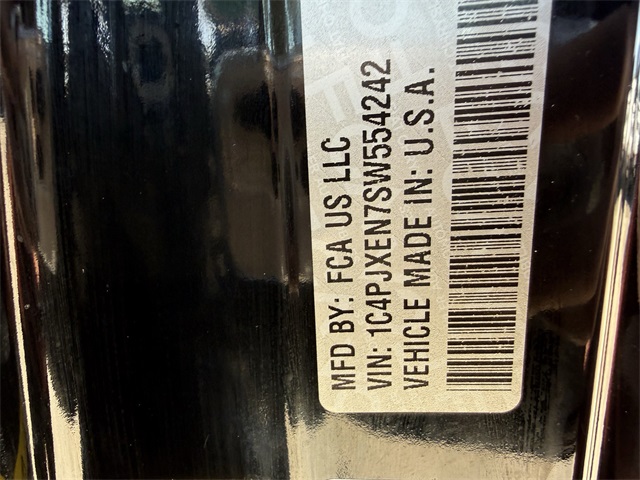 MFD BY: FCA US LLC
VIN: 1C4PJXEN7SW554242
VEHICLE MADE IN: U.S.A.